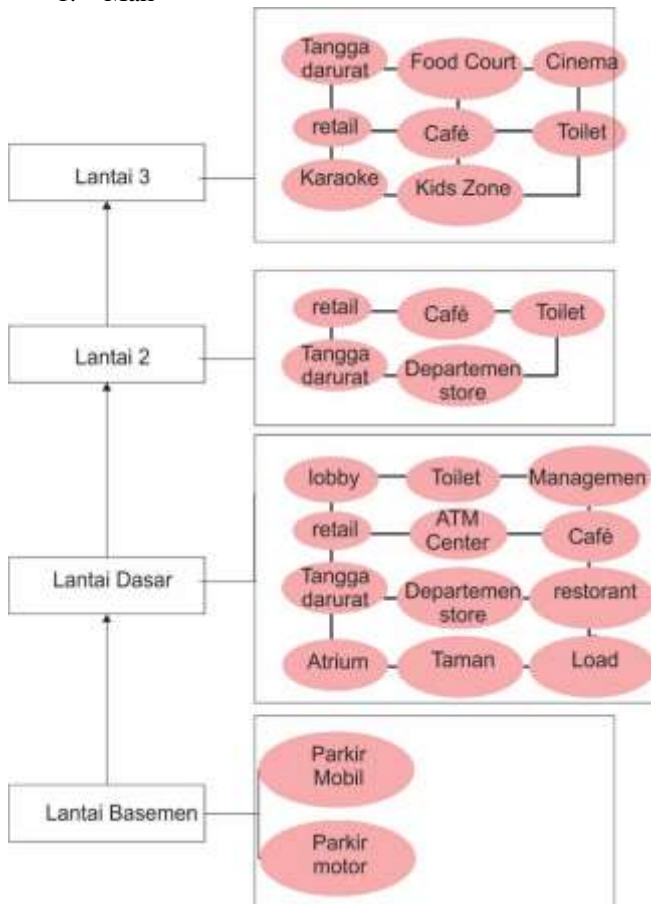 Tangga
darurat
Food Court
Cinema
retail
Café
Toilet
Karaoke
Kids Zone
Lantai 3
retail
Café
Toilet
Tangga
darurat
Departemen
store
Lantai 2
lobby
Toilet
Managemen
retail
ATM
Center
Café
Tangga
darurat
Departemen
store
restorant
Atrium
Taman
Load
Lantai Dasar
Parkir
Mobil
Parkir
motor
Lantai Basemen